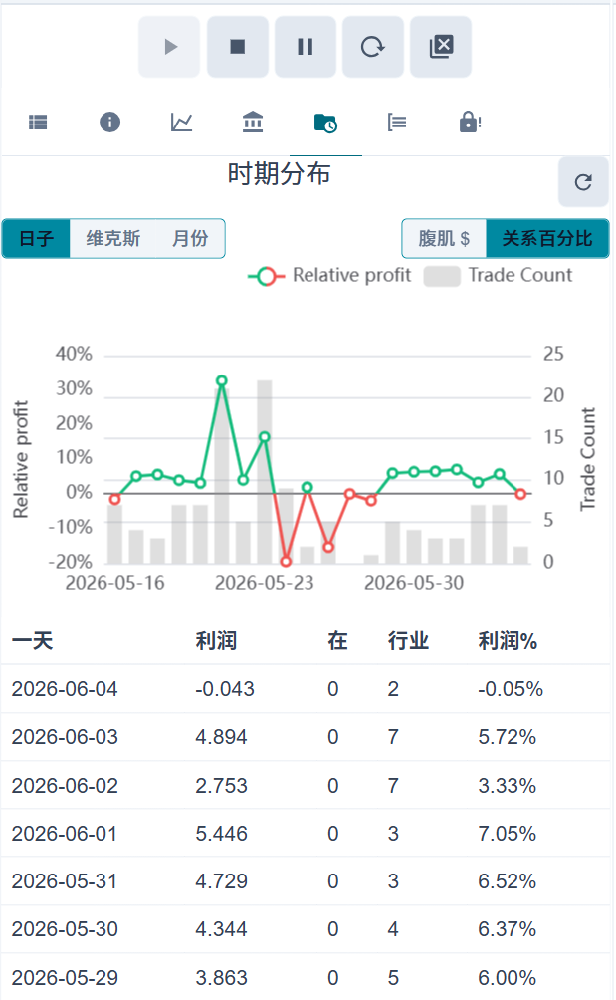 时期分布
日子 维克斯 月份 腹肌 $ 关系百分比
Relative profit Trade Count
40% 25
30% 20
20% 15
10% 10
0% 5
-10% 0
-20%
Relative profit
Trade Count
2026-05-16 2026-05-23 2026-05-30
一天 利润 在 行业 利润%
2026-06-04 -0.043 0 2 -0.05%
2026-06-03 4.894 0 7 5.72%
2026-06-02 2.753 0 7 3.33%
2026-06-01 5.446 0 3 7.05%
2026-05-31 4.729 0 3 6.52%
2026-05-30 4.344 0 4 6.37%
2026-05-29 3.863 0 5 6.00%